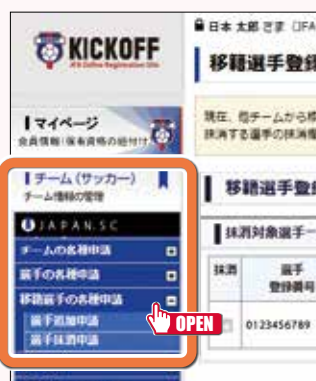 日本 太郎 さま (JFA
KICKOFF
JFA Online Registration Site
移籍選手登録
マイページ
会員情報・保有資格の紐付け
現在、他チームから移
抹消する選手の抹消権
チーム(サッカー)
チーム情報の管理
移籍選手登
JAPAN.SC
チームの各種申請
抹消対象選手一
選手の各種申請
抹消
選手
登録番号
移籍選手の各種申請
選手追加申請
OPEN
0123456789
選手抹消申請